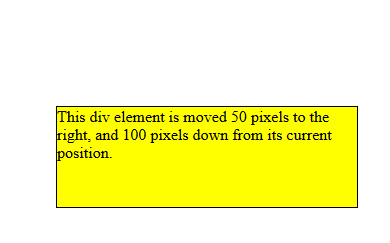 This div element is moved 50 pixels to the
right, and 100 pixels down from its current
position.